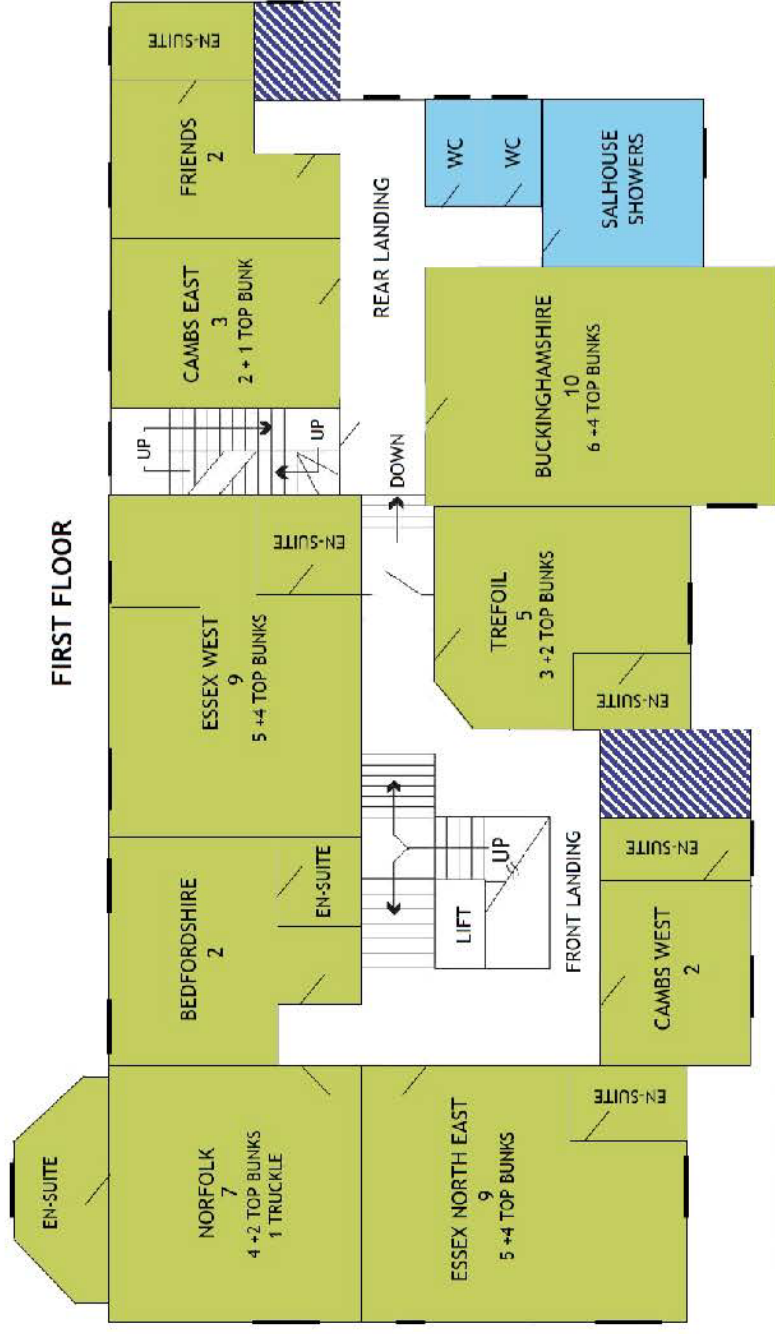 FIRST FLOOR
EN-SUITE
NORFOLK
7
4 +2 TOP BUNKS
1 TRUCKLE
BEDFORDSHIRE
2
EN-SUITE
ESSEX WEST
9
5 +4 TOP BUNKS
EN-SUITE
UP
UP
CAMBS EAST
3
2 + 1 TOP BUNK
FRIENDS
2
EN-SUITE
ESSEX NORTH EAST
9
5 +4 TOP BUNKS
EN-SUITE
LIFT
UP
FRONT LANDING
DOWN
REAR LANDING
CAMBS WEST
2
EN-SUITE
TREFOIL
5
3 +2 TOP BUNKS
EN-SUITE
BUCKINGHAMSHIRE
10
6 +4 TOP BUNKS
WC
WC
SALHOUSE
SHOWERS